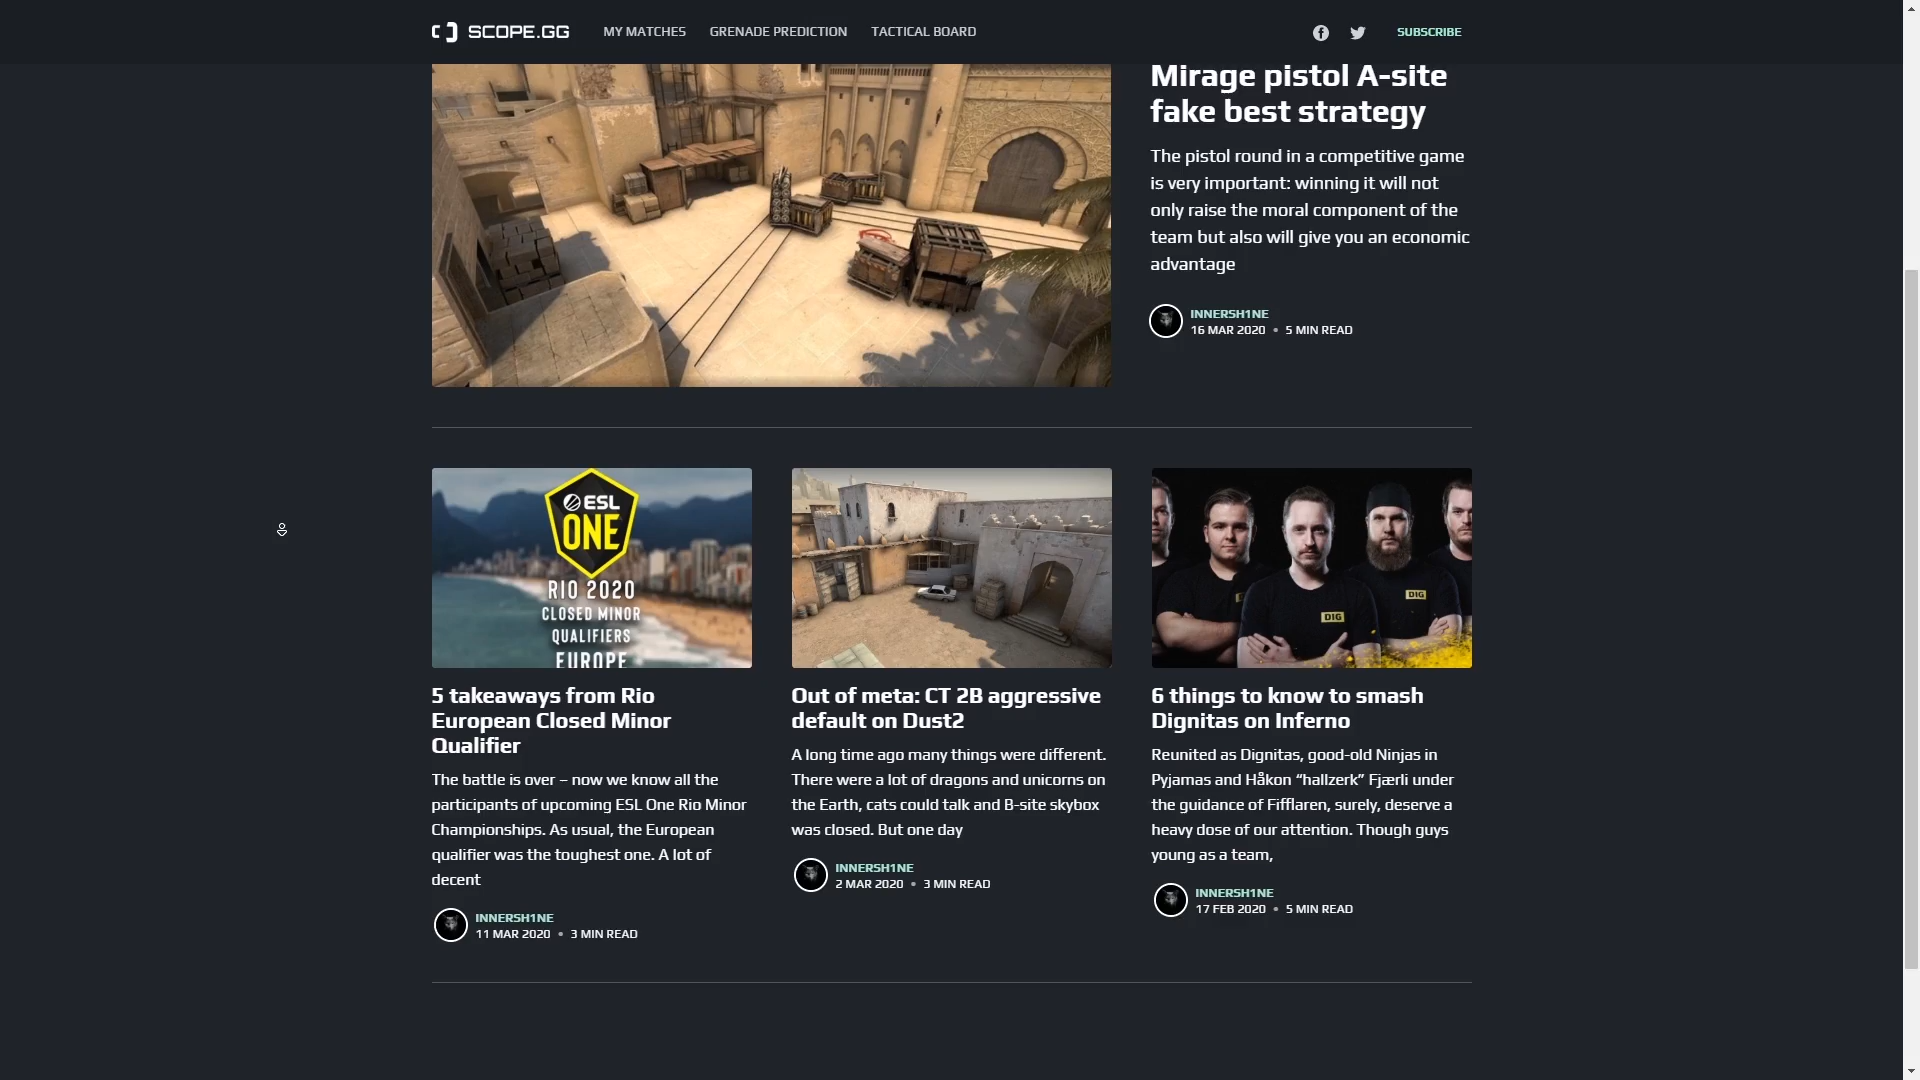 SCOPE.GG
MY MATCHES
GRENADE PREDICTION
TACTICAL BOARD
SUBSCRIBE
Mirage pistol A-site
fake best strategy
The pistol round in a competitive game
is very important: winning it will not
only raise the moral component of the
team but also will give you an economic
advantage
INNERSH1NE
16 MAR 2020 • 5 MIN READ
ESL
ONE
RIO 2020
CLOSED MINOR
QUALIFIERS
EUROPE
5 takeaways from Rio
European Closed Minor
Qualifier
The battle is over – now we know all the
participants of upcoming ESL One Rio Minor
Championships. As usual, the European
qualifier was the toughest one. A lot of
decent
INNERSH1NE
11 MAR 2020 • 3 MIN READ
Out of meta: CT 2B aggressive
default on Dust2
A long time ago many things were different.
There were a lot of dragons and unicorns on
the Earth, cats could talk and B-site skybox
was closed. But one day
INNERSH1NE
2 MAR 2020 • 3 MIN READ
DIG
DIG
6 things to know to smash
Dignitas on Inferno
Reunited as Dignitas, good-old Ninjas in
Pyjamas and Håkon “hallzerk” Fjærli under
the guidance of Fifflaren, surely, deserve a
heavy dose of our attention. Though guys
young as a team,
INNERSH1NE
17 FEB 2020 • 5 MIN READ